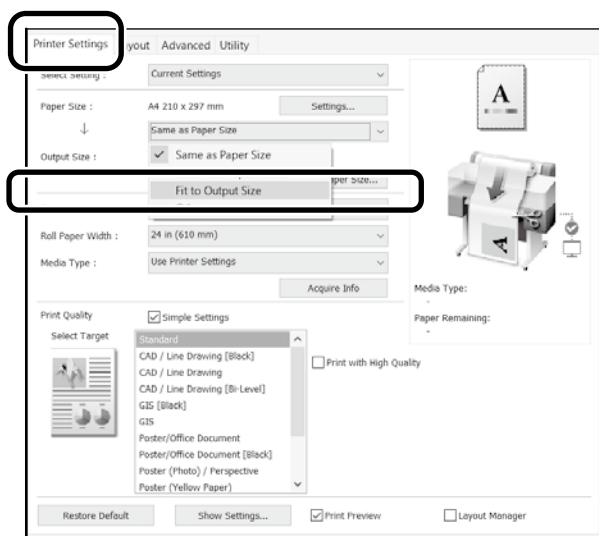 Printer Settings yout Advanced Utility
Select Setting : Current Settings
Paper Size : A4 210 x 297 mm Settings...
Same as Paper Size
Output Size : Same as Paper Size
Size...
Fit to Output Size
Roll Paper Width : 24 in (610 mm)
Media Type : Use Printer Settings
Acquire Info
Media Type:
-
Paper Remaining:
-
Print Quality Simple Settings
Select Target
Standard
CAD / Line Drawing [Black]
CAD / Line Drawing
CAD / Line Drawing [Bi-Level]
GIS [Black]
GIS
Poster/Office Document
Poster/Office Document [Black]
Poster (Photo) / Perspective
Poster (Yellow Paper)
Print with High Quality
A
A
Restore Default Show Settings... Print Preview Layout Manager